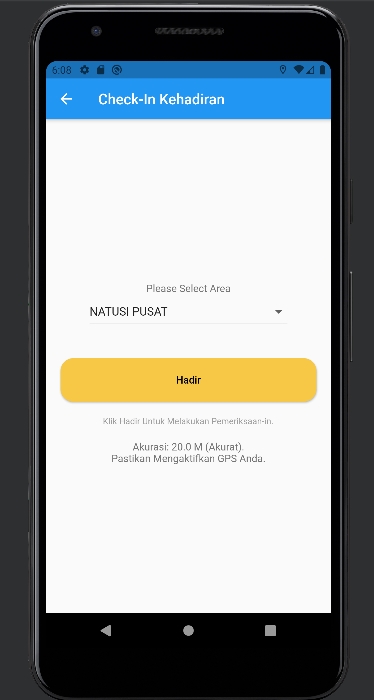 6:08
Check-In Kehadiran
Please Select Area
NATUSI PUSAT
Hadir
Klik Hadir Untuk Melakukan Pemeriksaan-in.
Akurasi: 20.0 M (Akurat).
Pastikan Mengaktifkan GPS Anda.